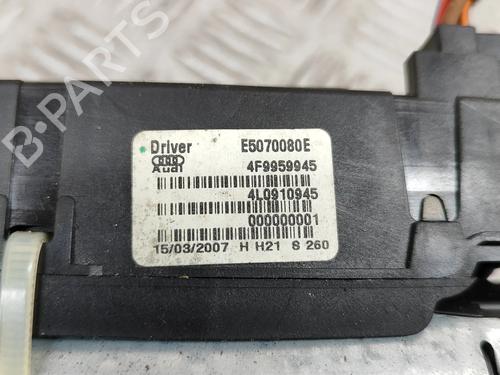 Driver E5070080E
Audi 4F9959945
4L0910945
000000001
15/03/2007 H H21 S 260
B-PARTS